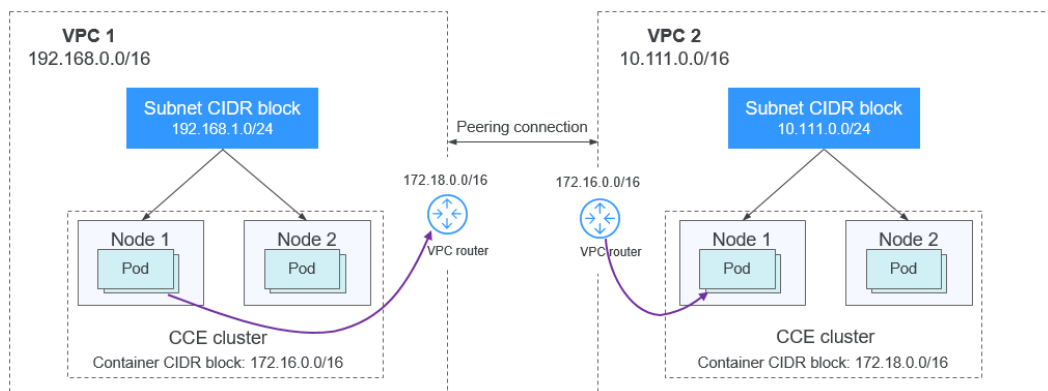 VPC 1
192.168.0.0/16
Subnet CIDR block
192.168.1.0/24
Node 1
Pod
Node 2
Pod
CCE cluster
Container CIDR block: 172.16.0.0/16
Peering connection
172.18.0.0/16
VPC router
172.16.0.0/16
VPC router
VPC 2
10.111.0.0/16
Subnet CIDR block
10.111.0.0/24
Node 1
Pod
Node 2
Pod
CCE cluster
Container CIDR block: 172.18.0.0/16